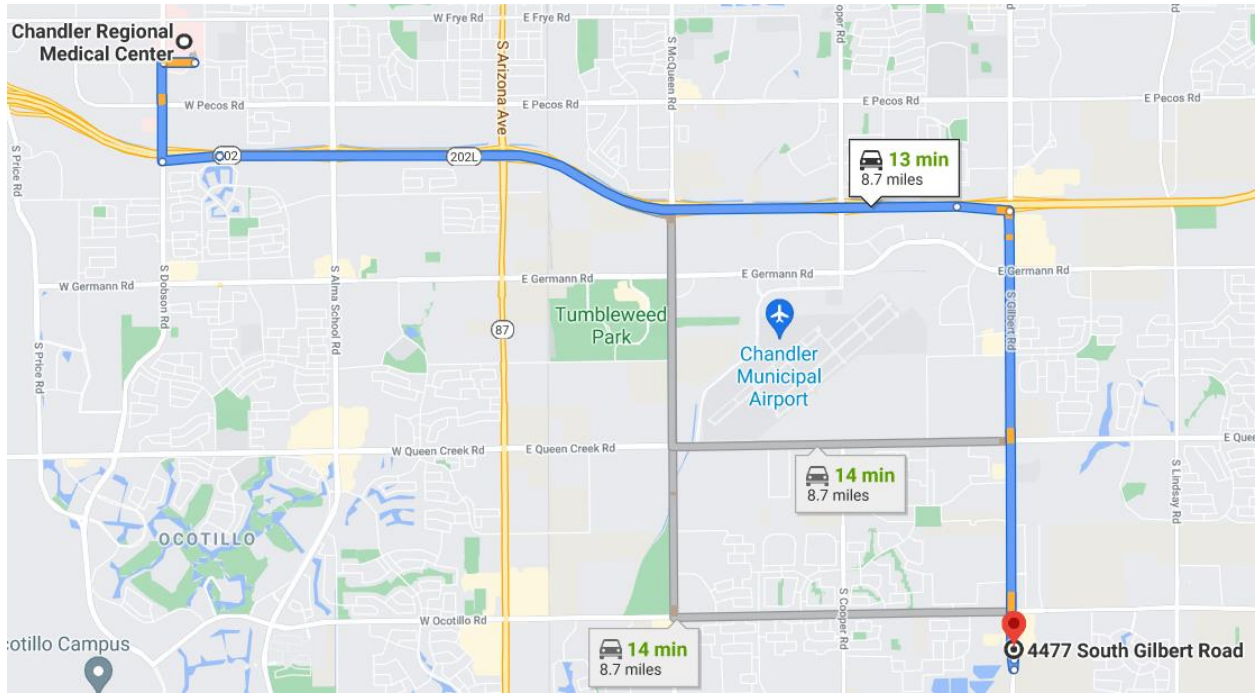 W Frye Rd
E Frye Rd
Chandler Regional
Medical Center
S Arizona Ave
S McQueen Rd
oper Rd
W Pecos Rd
E Pecos Rd
E Pecos Rd
E Pecos Rd
S Price Rd
202L
13 min
8.7 miles
S Dobson Rd
S Alma School Rd
W Germann Rd
E Germann Rd
E Germann Rd
E Germann Rd
S Gilbert Rd
Tumbleweed
Park
87
Chandler
Municipal
Airport
S Price Rd
W Queen Creek Rd
E Queen Creek Rd
E Quee
14 min
8.7 miles
S Lindsay Rd
OCOTILLO
S Cooper Rd
W Ocotillo Rd
cotillo Campus
14 min
8.7 miles
4477 South Gilbert Road